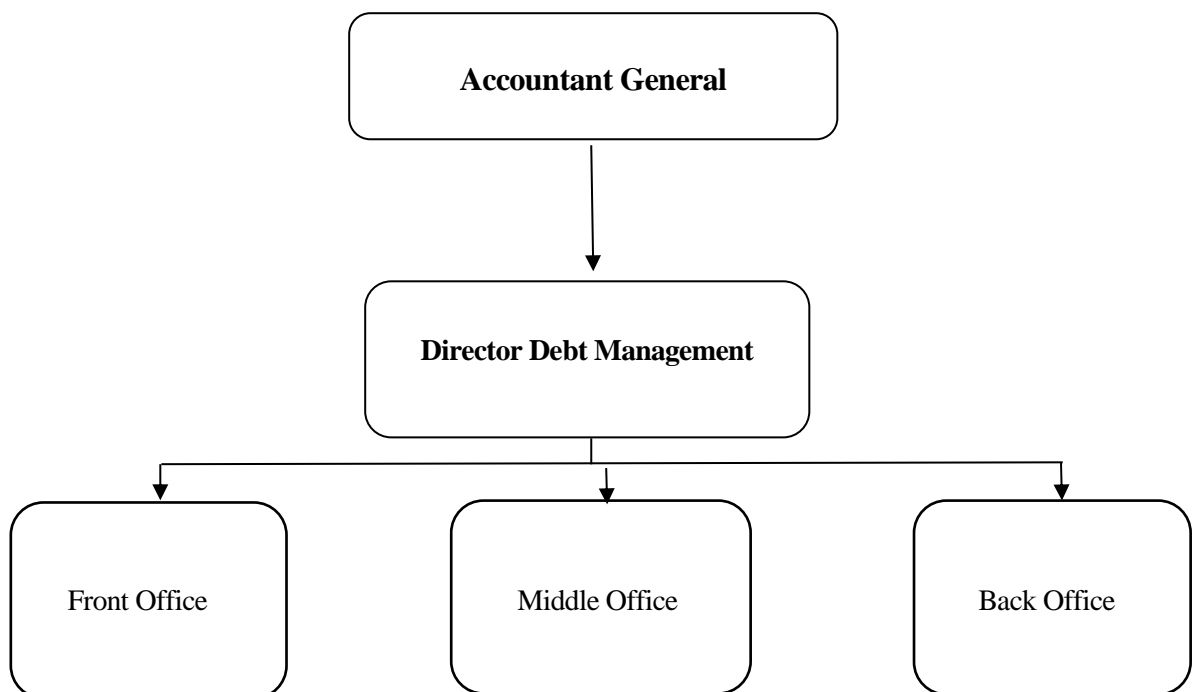 Accountant General
Director Debt Management
Front Office
Middle Office
Back Office